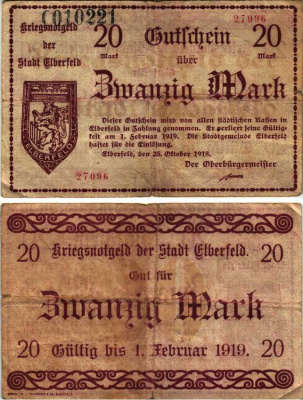 C010221
Kriegsnotgeld
der
Stadt Elberfeld
20
Mark
Gutschein
27096
20
Mark
über
Zwanzig Mark
Dieser Gutschein wird von allen städtischen Kassen in
Elberfeld in Zahlung genommen. Er verliert seine Gültig-
keit am 1. Februar 1919. Die Stadtgemeinde Elberfeld
haftet für die Einlösung.
Elberfeld, den 25. Oktober 1918.
Der Oberbürgermeister
ELBERFELD
27096
20 Kriegsnotgeld der Stadt Elberfeld. 20
Gut für
Zwanzig Mark
20 Gültig bis 1. Februar 1919. 20